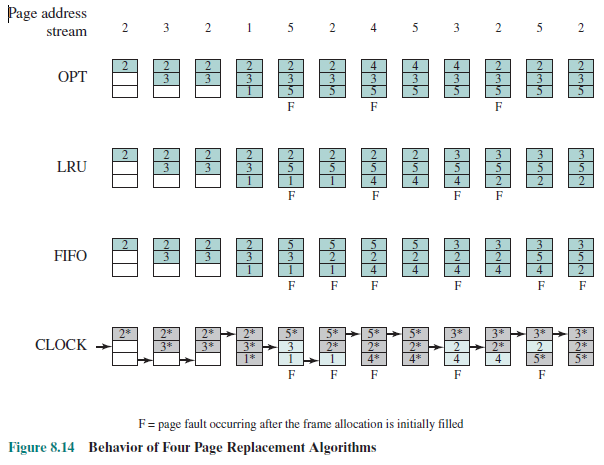 Page address
stream 2 3 2 1 5 2 4 5 3 2 5 2
2 2 2 2 2 2 4 4 4 2 2 2
OPT 3 3 3 3 3 3 3 3 3 3 3
1 5 5 5 5 5 5 5 5
F F F
2 2 2 2 2 2 2 2 3 3 3 3
LRU 3 3 3 5 5 5 5 5 5 5 5
1 1 1 4 4 4 2 2 2
F F F F
2 2 2 2 5 5 5 5 3 3 3 3
FIFO 3 3 3 3 2 2 2 2 2 5 5
1 1 1 4 4 4 4 4 2
F F F F F F
2* 2* 2* 2* 5* 5* 5* 5* 3* 3* 3* 3*
CLOCK 3* 3* 3* 3 2* 2* 2* 2 2* 2 2*
1* 1 1 4* 4* 4 4 5* 5*
F F F F F
F = page fault occurring after the frame allocation is initially filled
Figure 8.14 Behavior of Four Page Replacement Algorithms